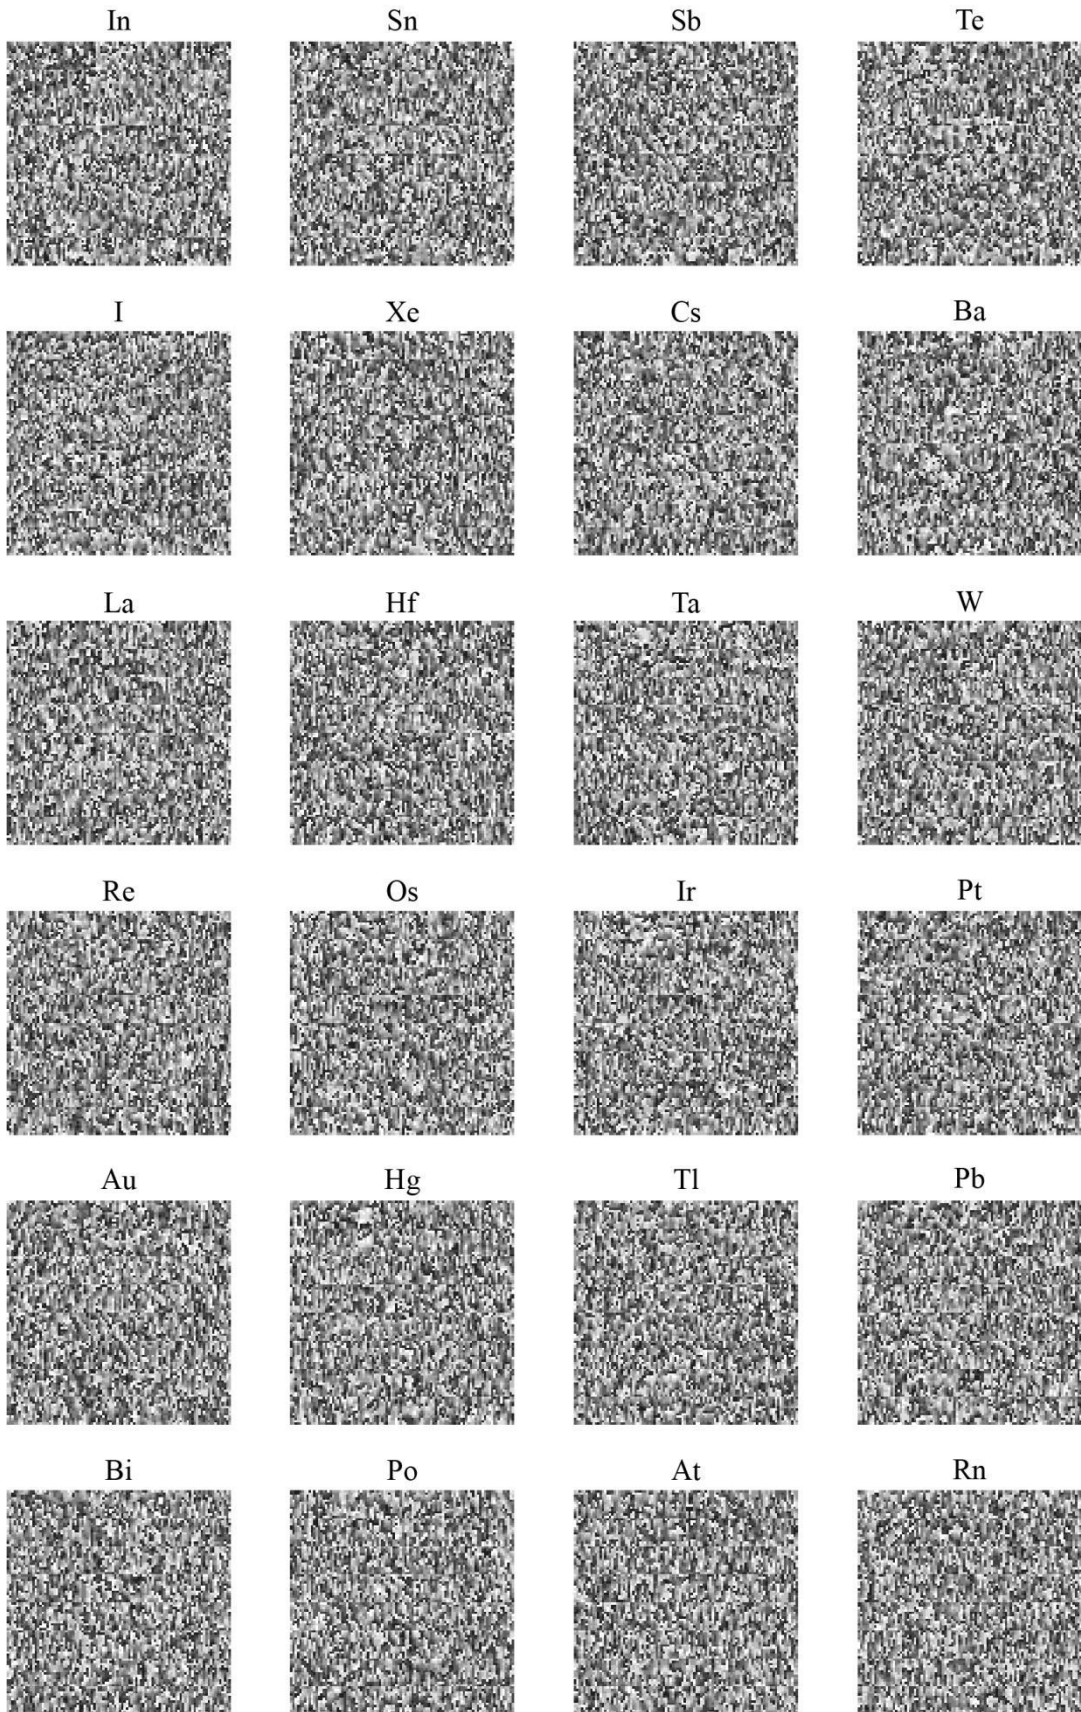 In Sn Sb Te
I Xe Cs Ba
La Hf Ta W
Re Os Ir Pt
Au Hg Tl Pb
Bi Po At Rn